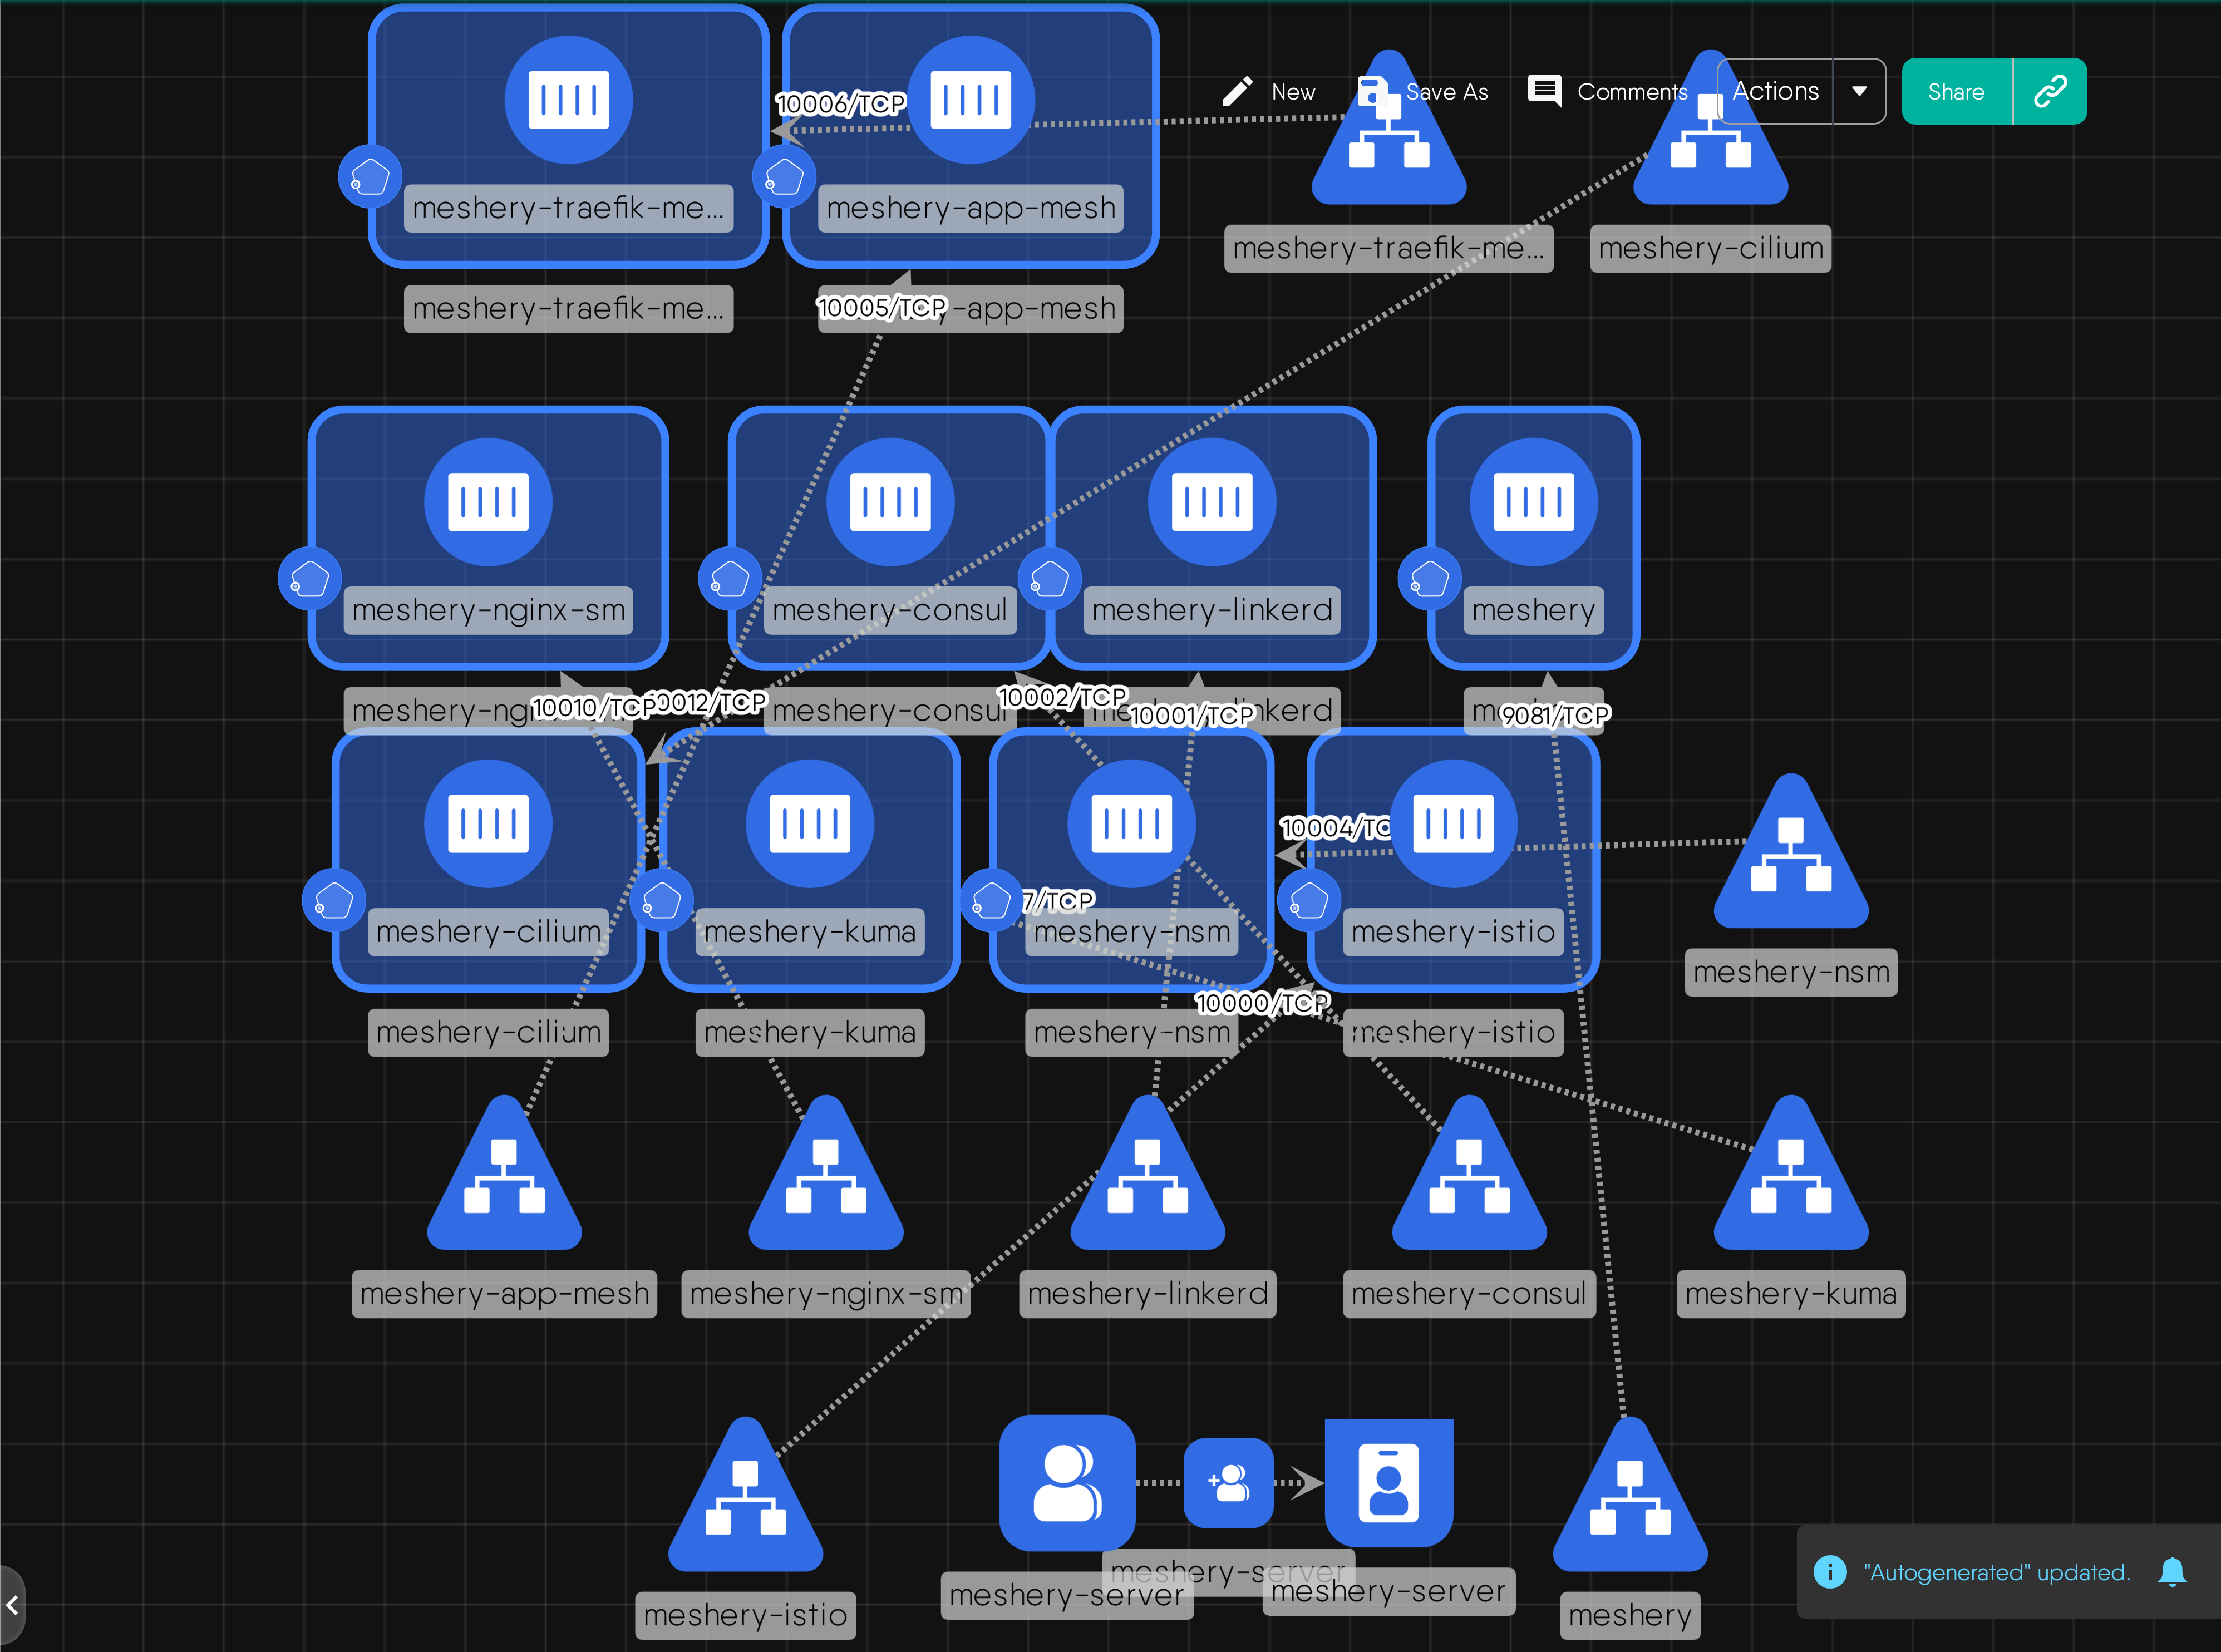 New
Save As
Comments
Actions
Share
10006/TCP
meshery-traefik-me...
meshery-app-mesh
meshery-traefik-me...
meshery-cilium
meshery-traefik-me...
10005/TCP
-app-mesh
meshery-nginx-sm
meshery-consul
meshery-linkerd
meshery
10010/TCP
0012/TCP
meshery-consul
10002/TCP
10001/TCP
9081/TCP
10004/TC
7/TCP
meshery-cilium
meshery-kuma
meshery-nsm
meshery-istio
meshery-nsm
10000/TCP
meshery-cilium
meshery-kuma
meshery-nsm
meshery-istio
meshery-app-mesh
meshery-nginx-sm
meshery-linkerd
meshery-consul
meshery-kuma
meshery-server
meshery-server
meshery-server
meshery-istio
meshery
"Autogenerated" updated.